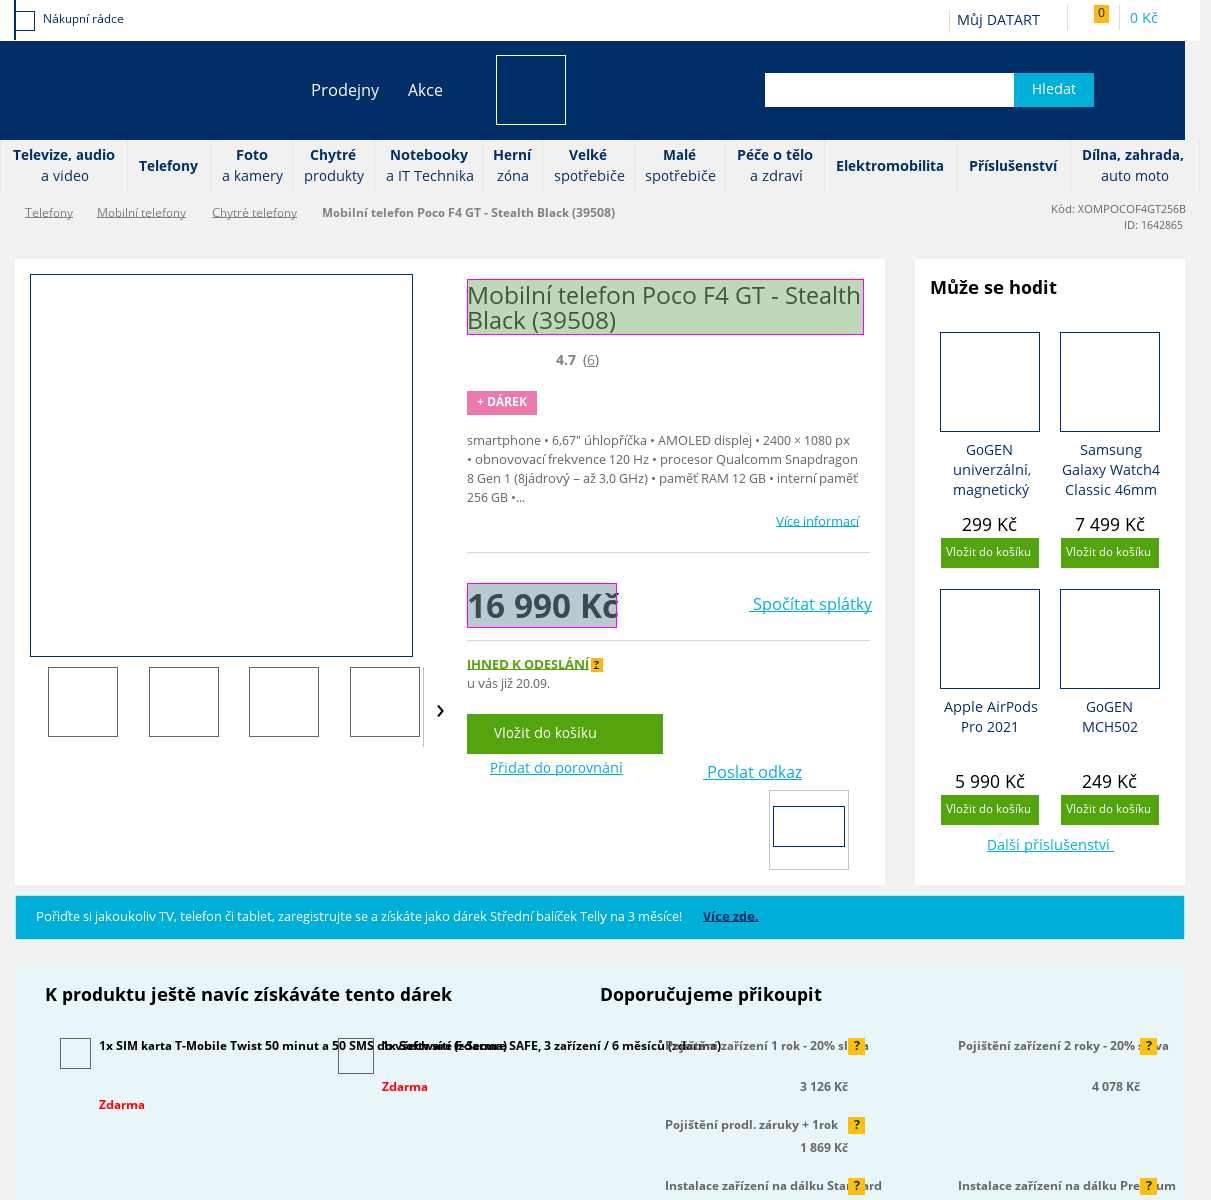 Nákupní rádce
Můj DATART
0
0 Kč
Prodejny
Akce
Hledat
Televize, audio
a video
Telefony
Foto
a kamery
Chytré
produkty
Notebooky
a IT Technika
Herní
zóna
Velké
spotřebiče
Malé
spotřebiče
Péče o tělo
a zdraví
Elektromobilita
Příslušenství
Dílna, zahrada,
auto moto
Telefony
Mobilní telefony
Chytré telefony
Mobilní telefon Poco F4 GT - Stealth Black (39508)
Kód: XOMPOCOF4GT256B
ID: 1642865
Mobilní telefon Poco F4 GT - Stealth
Black (39508)
4.7 (6)
+ DÁREK
smartphone • 6,67" úhlopříčka • AMOLED displej • 2400 × 1080 px
• obnovovací frekvence 120 Hz • procesor Qualcomm Snapdragon
8 Gen 1 (8jádrový – až 3,0 GHz) • paměť RAM 12 GB • interní paměť
256 GB •...
Více informací
16 990 Kč
Spočítat splátky
IHNED K ODESLÁNÍ ?
u vás již 20.09.
Vložit do košíku
Přidat do porovnání
Poslat odkaz
Může se hodit
GoGEN
univerzální,
magnetický
299 Kč
Vložit do košíku
Samsung
Galaxy Watch4
Classic 46mm
7 499 Kč
Vložit do košíku
Apple AirPods
Pro 2021
5 990 Kč
Vložit do košíku
GoGEN
MCH502
249 Kč
Vložit do košíku
Další příslušenství
Pořiďte si jakoukoliv TV, telefon či tablet, zaregistrujte se a získáte jako dárek Střední balíček Telly na 3 měsíce! Více zde.
K produktu ještě navíc získáváte tento dárek
1x SIM karta T-Mobile Twist 50 minut a 50 SMS do všech sítí (zdarma)
Zdarma
1x Software F-Secure SAFE, 3 zařízení / 6 měsíců (zdarma)
Zdarma
Doporučujeme přikoupit
Pojištění zařízení 1 rok - 20% sleva
?
3 126 Kč
Pojištění zařízení 2 roky - 20% sleva
?
4 078 Kč
Pojištění prodl. záruky + 1rok
?
1 869 Kč
Instalace zařízení na dálku Standard
?
Instalace zařízení na dálku Premium
?